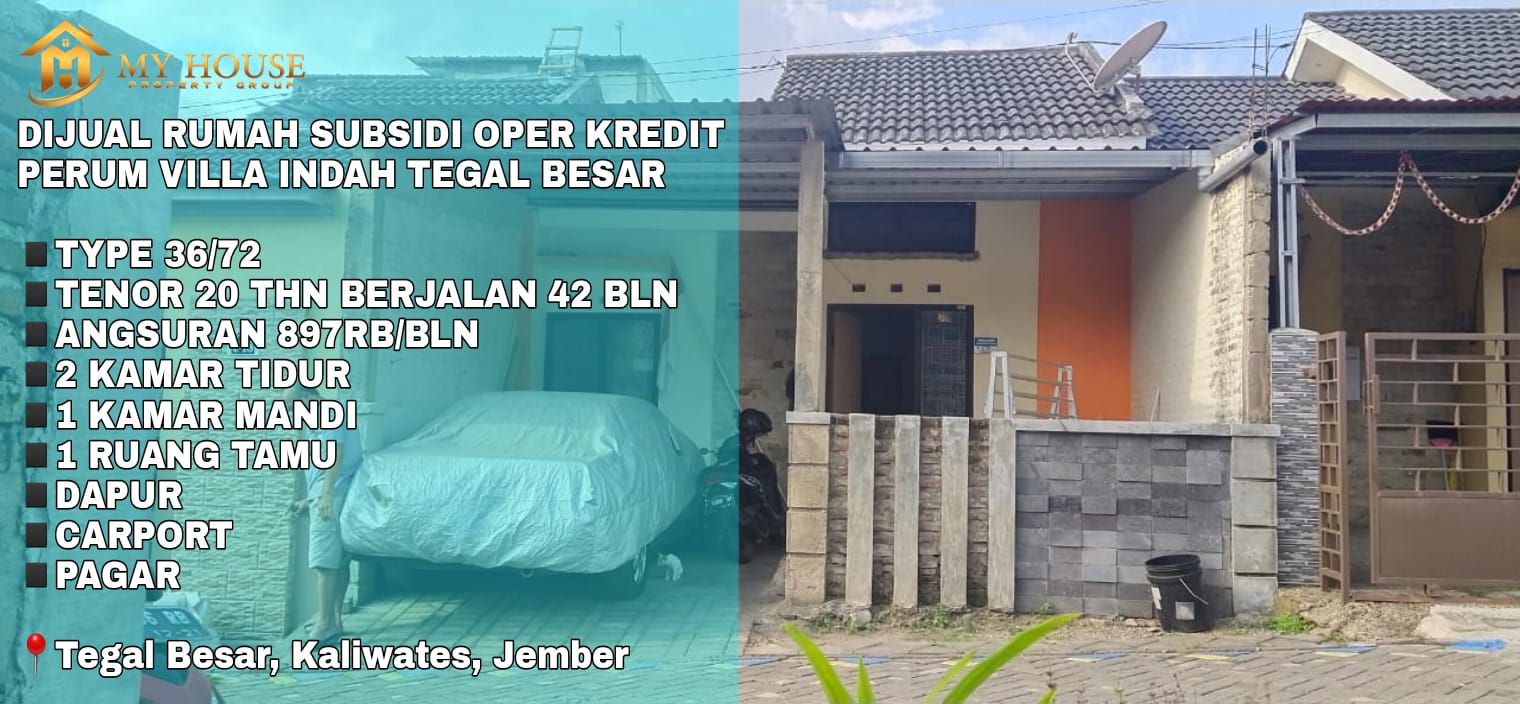 MY HOUSE
PROPERTY GROUP
DIJUAL RUMAH SUBSIDI OPER KREDIT
PERUM VILLA INDAH TEGAL BESAR
▪TYPE 36/72
▪TENOR 20 THN BERJALAN 42 BLN
▪ANGSURAN 897RB/BLN
▪2 KAMAR TIDUR
▪1 KAMAR MANDI
▪1 RUANG TAMU
▪DAPUR
▪CARPORT
▪PAGAR
📍Tegal Besar, Kaliwates, Jember